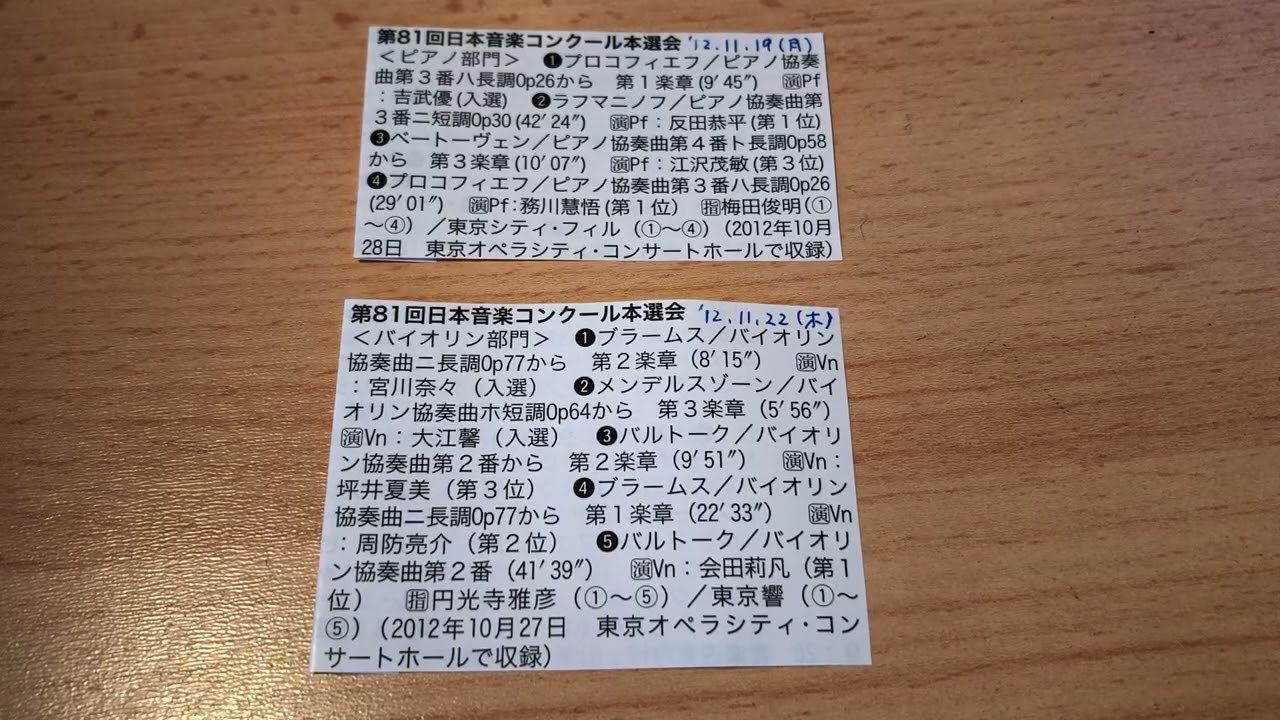 第81回日本音楽コンクール本選会 '12.11.19(月)
＜ピアノ部門＞ ❶プロコフィエフ／ピアノ協奏
曲第３番ハ長調Op26から 第１楽章(9′45″) 演Pf
：吉武優(入選) ❷ラフマニノフ／ピアノ協奏曲第
３番ニ短調Op30(42′24″) 演Pf：反田恭平(第１位)
❸ベートーヴェン／ピアノ協奏曲第４番ト長調Op58
から 第３楽章(10′07″) 演Pf：江沢茂敏(第３位)
❹プロコフィエフ／ピアノ協奏曲第３番ハ長調Op26
(29′01″) 演Pf：務川慧悟(第１位) 指梅田俊明(①
～④)／東京シティ・フィル(①～④)(2012年10月
28日 東京オペラシティ・コンサートホールで収録)
第81回日本音楽コンクール本選会 '12.11.22(木)
＜バイオリン部門＞ ❶ブラームス／バイオリン
協奏曲ニ長調Op77から 第２楽章(8′15″) 演Vn
：宮川奈々(入選) ❷メンデルスゾーン／バイ
オリン協奏曲ホ短調Op64から 第３楽章(5′56″)
演Vn：大江馨(入選) ❸バルトーク／バイオリ
ン協奏曲第２番から 第２楽章(9′51″) 演Vn：
坪井夏美(第３位) ❹ブラームス／バイオリン
協奏曲ニ長調Op77から 第１楽章(22′33″) 演Vn
：周防亮介(第２位) ❺バルトーク／バイオリ
ン協奏曲第２番(41′39″) 演Vn：会田莉凡(第１
位) 指円光寺雅彦(①～⑤)／東京響(①～
⑤)(2012年10月27日 東京オペラシティ・コン
サートホールで収録)